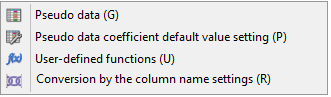 Pseudo data (G)
Pseudo data coefficient default value setting (P)
User-defined functions (U)
Conversion by the column name settings (R)